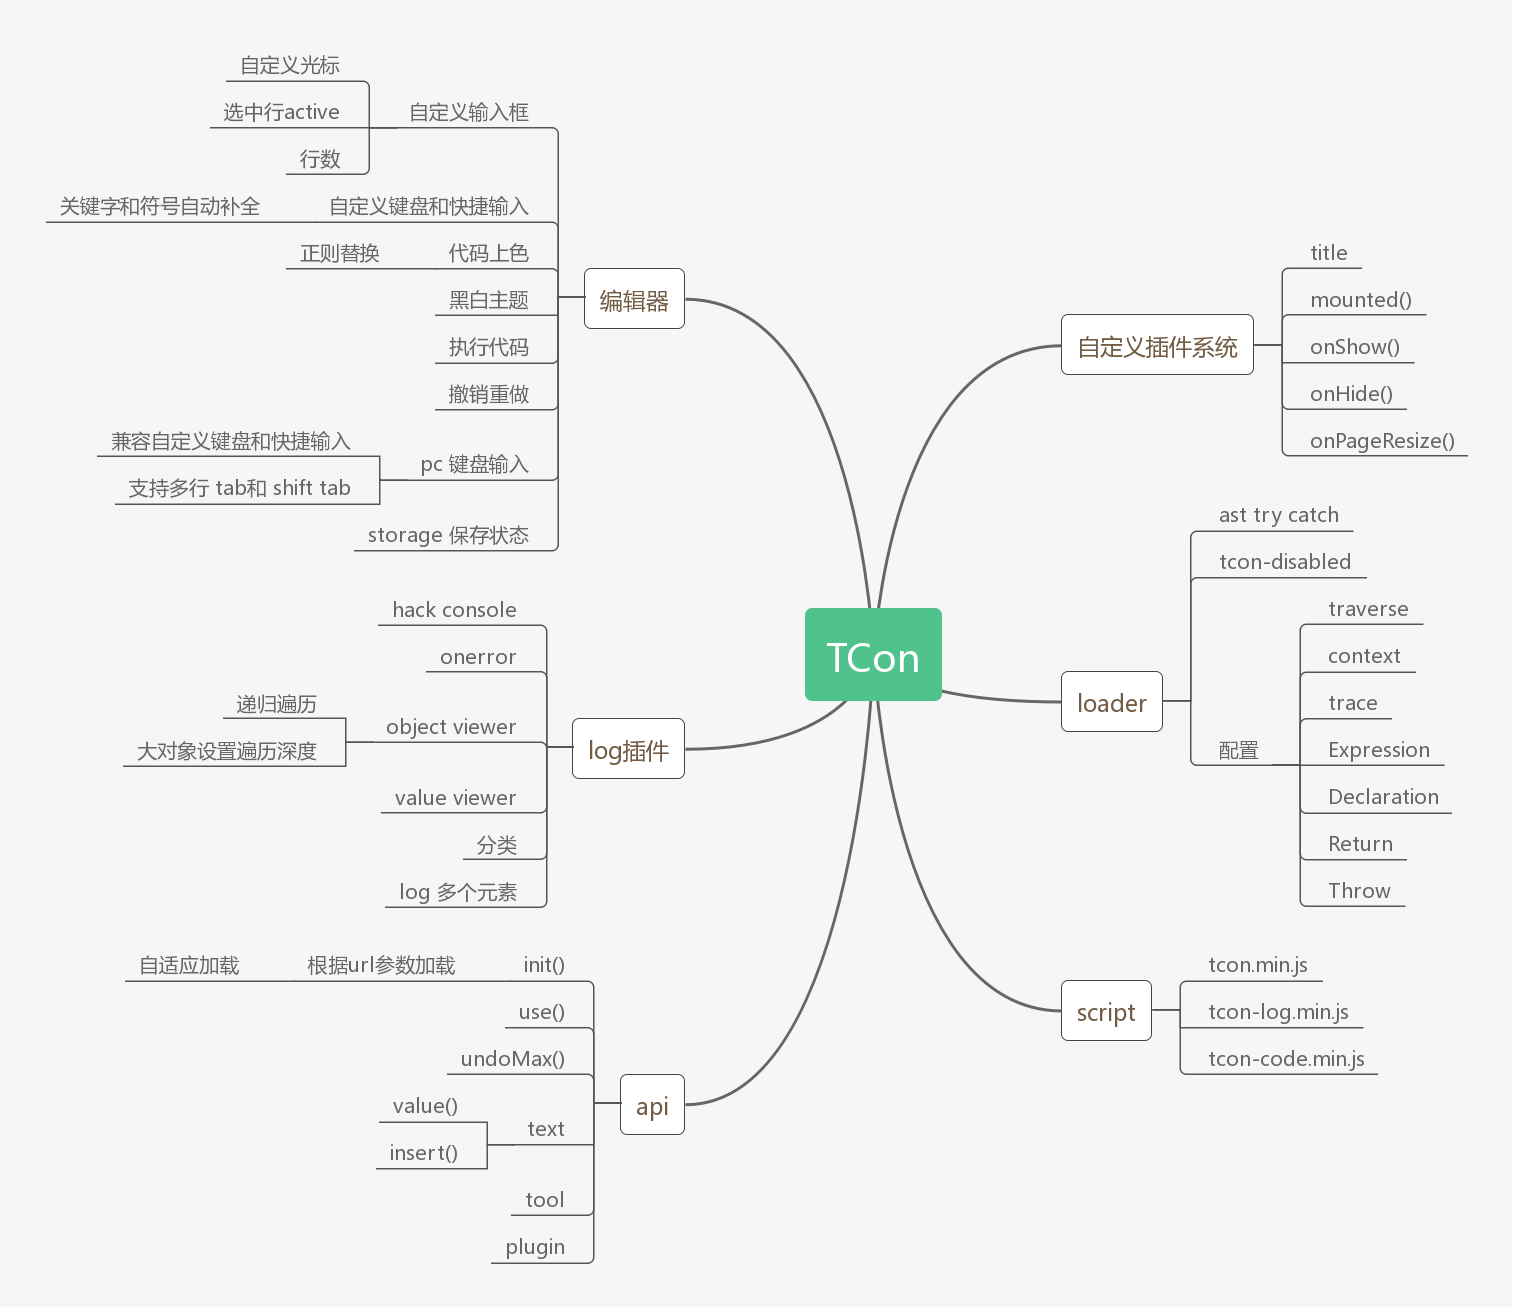 TCon
编辑器
自定义输入框
自定义光标
选中行active
行数
自定义键盘和快捷输入
关键字和符号自动补全
代码上色
正则替换
黑白主题
执行代码
撤销重做
pc 键盘输入
兼容自定义键盘和快捷输入
支持多行 tab和 shift tab
storage 保存状态
log插件
hack console
onerror
object viewer
递归遍历
大对象设置遍历深度
value viewer
分类
log 多个元素
api
init()
根据url参数加载
自适应加载
use()
undoMax()
text
value()
insert()
tool
plugin
自定义插件系统
title
mounted()
onShow()
onHide()
onPageResize()
loader
ast try catch
tcon-disabled
配置
traverse
context
trace
Expression
Declaration
Return
Throw
script
tcon.min.js
tcon-log.min.js
tcon-code.min.js